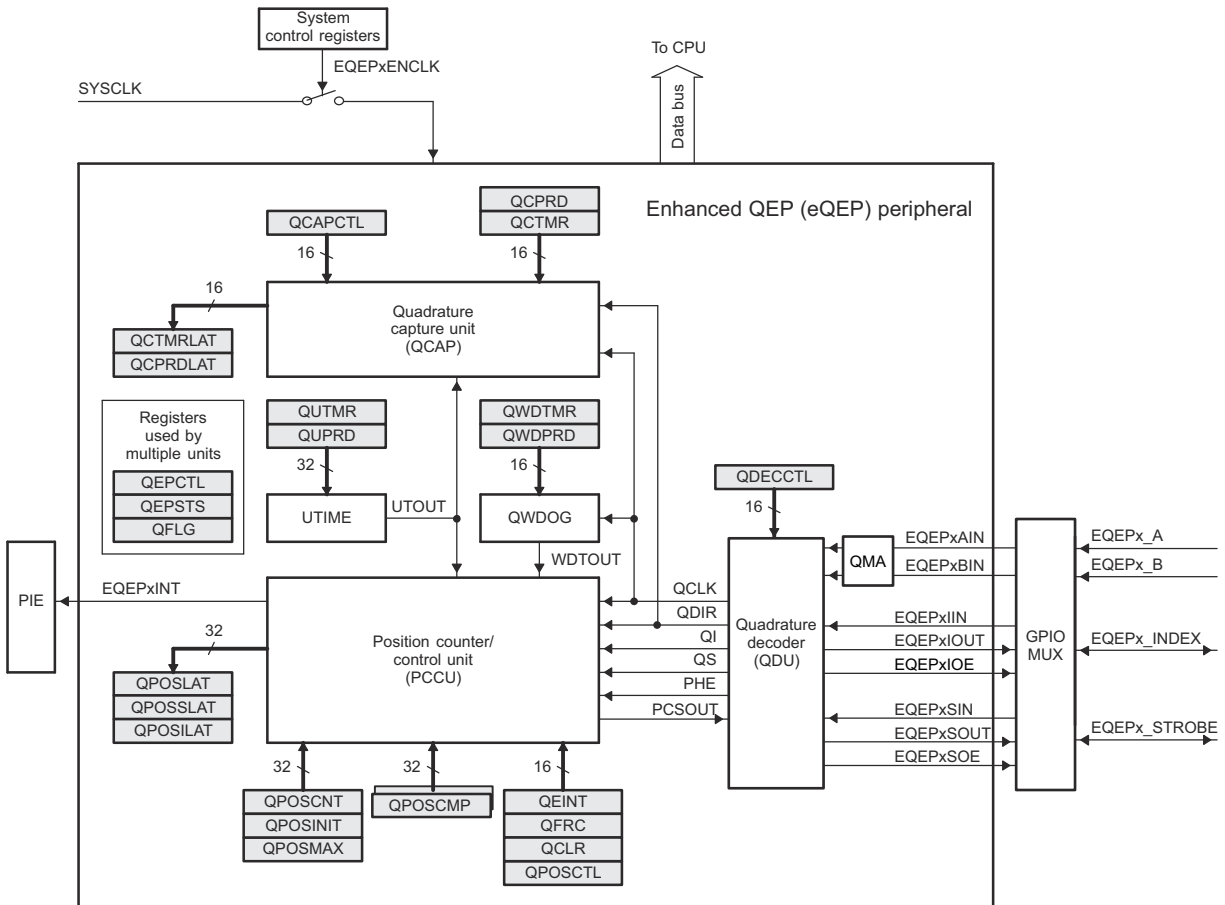 System
control registers
To CPU
EQEPxENCLK
SYSCLK
Data bus
Enhanced QEP (eQEP) peripheral
QCPRD
QCAPCTL
QCTMR
16
16
16
Quadrature
capture unit
(QCAP)
QCTMRLAT
QCPRDLAT
Registers
used by
multiple units
QEPCTL
QEPSTS
QFLG
QUTMR
QUPRD
32
QWDTMR
QWDPRD
16
UTIME
UTOUT
QWDOG
WDTOUT
QDECCTL
16
PIE
EQEPxINT
32
QPOSLAT
QPOSSLAT
QPOSILAT
Position counter/
control unit
(PCCU)
QCLK
QDIR
QI
QS
PHE
PCSOUT
Quadrature
decoder
(QDU)
QMA
EQEPxAIN
EQEPxBIN
EQEPxIIN
EQEPxIOUT
EQEPxIOE
EQEPxSIN
EQEPxSOUT
EQEPxSOE
GPIO
MUX
EQEPx_A
EQEPx_B
EQEPx_INDEX
EQEPx_STROBE
32
32
16
QPOSCNT
QPOSINIT
QPOSMAX
QPOSCMP
QEINT
QFRC
QCLR
QPOSCTL